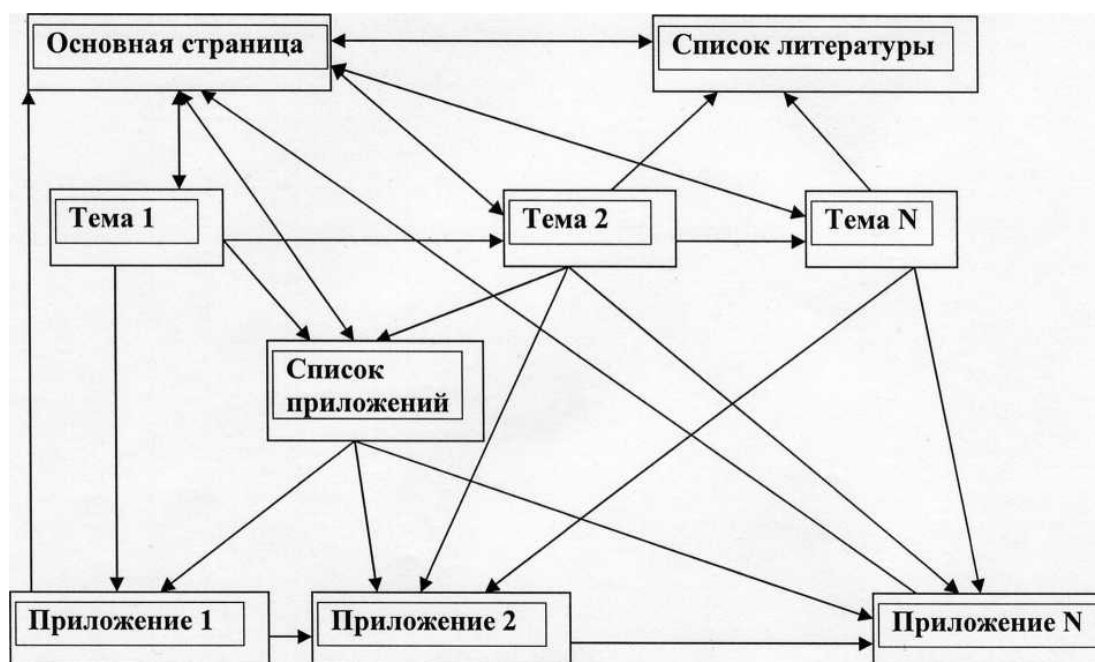 Основная страница
Список литературы
Тема 1
Тема 2
Тема N
Список
приложений
Приложение 1
Приложение 2
Приложение N